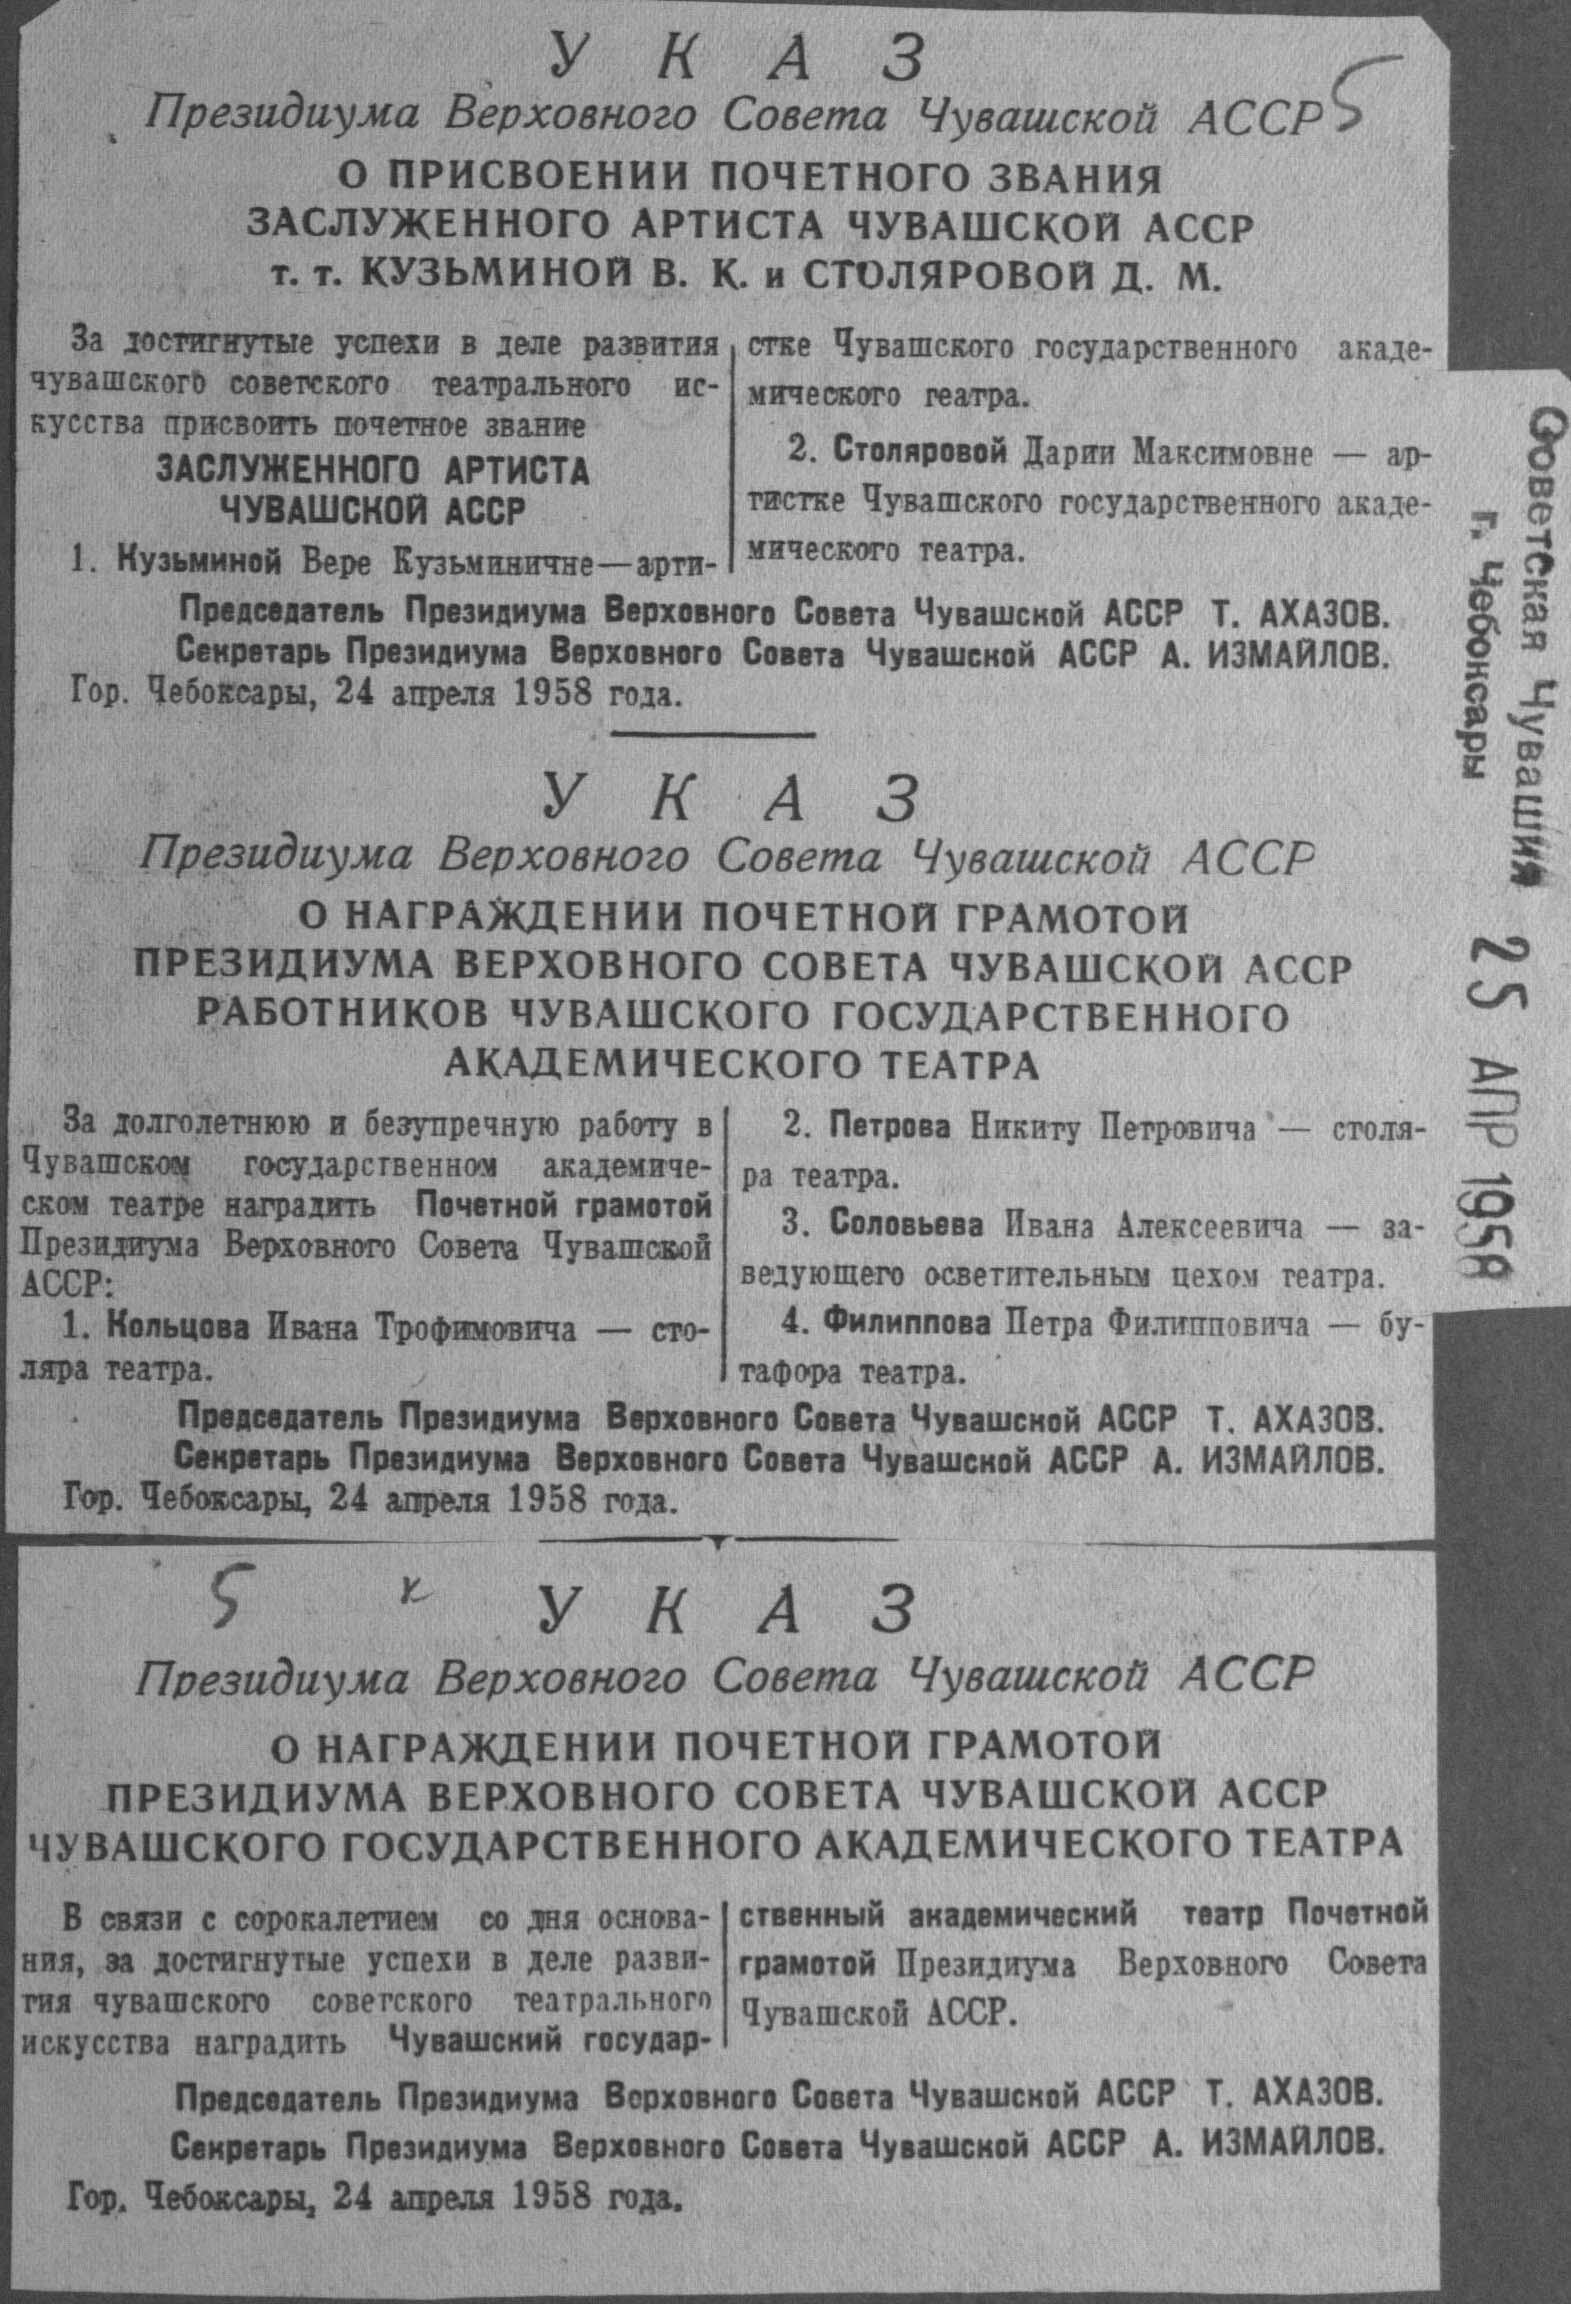 У К А З
Президиума Верховного Совета Чувашской АССР 5
О ПРИСВОЕНИИ ПОЧЕТНОГО ЗВАНИЯ
ЗАСЛУЖЕННОГО АРТИСТА ЧУВАШСКОЙ АССР
т. т. КУЗЬМИНОЙ В. К. и СТОЛЯРОВОЙ Д. М.
За достигнутые успехи в деле развития
чувашского советского театрального ис-
кусства присвоить почетное звание
ЗАСЛУЖЕННОГО АРТИСТА
ЧУВАШСКОЙ АССР
1. Кузьминой Вере Кузьминичне—арти-
стке Чувашского государственного акаде-
мического театра.
2. Столяровой Дарии Максимовне — ар-
тистке Чувашского государственного акаде-
мического театра.
Председатель Президиума Верховного Совета Чувашской АССР Т. АХАЗОВ.
Секретарь Президиума Верховного Совета Чувашской АССР А. ИЗМАЙЛОВ.
Гор. Чебоксары, 24 апреля 1958 года.
У К А З
Президиума Верховного Совета Чувашской АССР
О НАГРАЖДЕНИИ ПОЧЕТНОЙ ГРАМОТОЙ
ПРЕЗИДИУМА ВЕРХОВНОГО СОВЕТА ЧУВАШСКОЙ АССР
РАБОТНИКОВ ЧУВАШСКОГО ГОСУДАРСТВЕННОГО
АКАДЕМИЧЕСКОГО ТЕАТРА
За долголетнюю и безупречную работу в
Чувашском государственном академиче-
ском театре наградить Почетной грамотой
Президиума Верховного Совета Чувашской
АССР:
1. Кольцова Ивана Трофимовича — сто-
ляра театра.
2. Петрова Никиту Петровича — столя-
ра театра.
3. Соловьева Ивана Алексеевича — за-
ведующего осветительным цехом театра.
4. Филиппова Петра Филипповича — бу-
тафора театра.
Председатель Президиума Верховного Совета Чувашской АССР Т. АХАЗОВ.
Секретарь Президиума Верховного Совета Чувашской АССР А. ИЗМАЙЛОВ.
Гор. Чебоксары, 24 апреля 1958 года.
5 к У К А З
Президиума Верховного Совета Чувашской АССР
О НАГРАЖДЕНИИ ПОЧЕТНОЙ ГРАМОТОЙ
ПРЕЗИДИУМА ВЕРХОВНОГО СОВЕТА ЧУВАШСКОЙ АССР
ЧУВАШСКОГО ГОСУДАРСТВЕННОГО АКАДЕМИЧЕСКОГО ТЕАТРА
В связи с сорокалетием со дня основа-
ния, за достигнутые успехи в деле разви-
тия чувашского советского театрального
искусства наградить Чувашский государ-
ственный академический театр Почетной
грамотой Президиума Верховного Совета
Чувашской АССР.
Председатель Президиума Верховного Совета Чувашской АССР Т. АХАЗОВ.
Секретарь Президиума Верховного Совета Чувашской АССР А. ИЗМАЙЛОВ.
Гор. Чебоксары, 24 апреля 1958 года.
Советская Чувашия
г. Чебоксары
25 АПР 1958